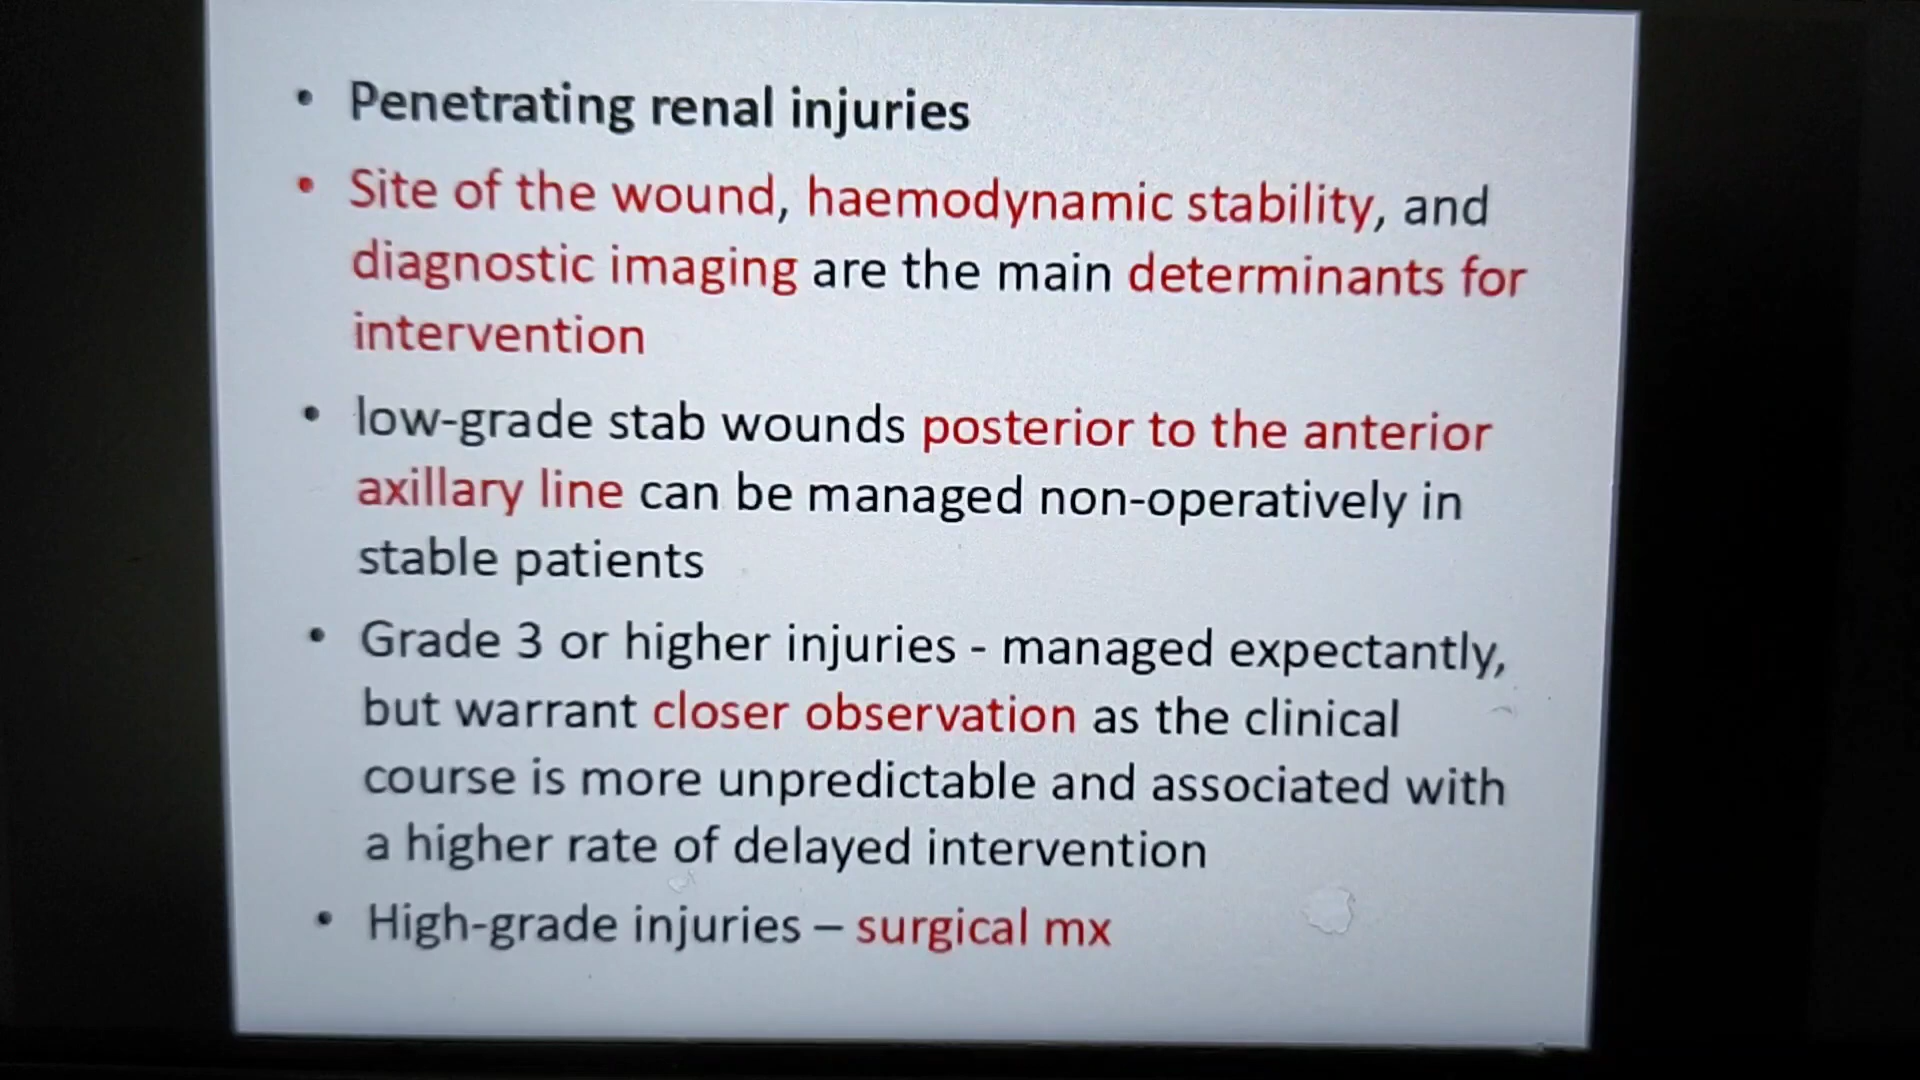 • Penetrating renal injuries
• Site of the wound, haemodynamic stability, and
diagnostic imaging are the main determinants for
intervention
• low-grade stab wounds posterior to the anterior
axillary line can be managed non-operatively in
stable patients
• Grade 3 or higher injuries - managed expectantly,
but warrant closer observation as the clinical
course is more unpredictable and associated with
a higher rate of delayed intervention
• High-grade injuries – surgical mx